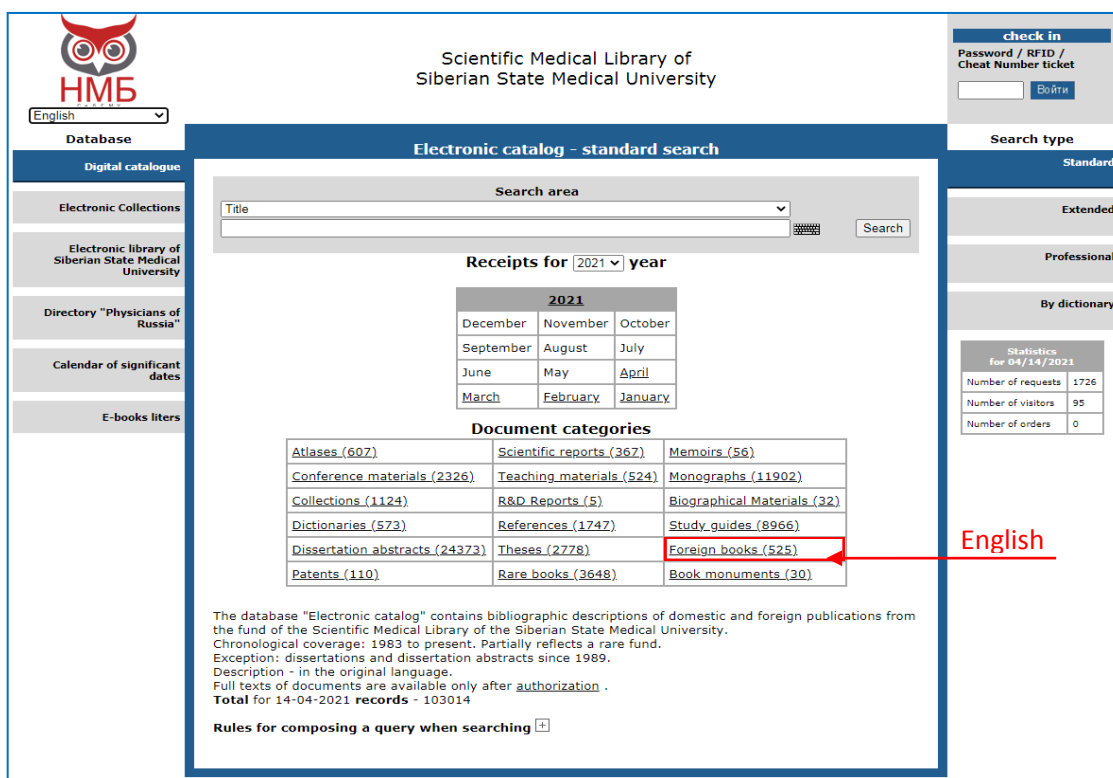 НМБ
СибГМУ
English
Scientific Medical Library of
Siberian State Medical University
check in
Password / RFID /
Cheat Number ticket
Войти
Database
Digital catalogue
Electronic Collections
Electronic library of
Siberian State Medical
University
Directory "Physicians of
Russia"
Calendar of significant
dates
E-books liters
Electronic catalog - standard search
Search area
Title
Search
Receipts for 2021 year
2021
December November October
September August July
June May April
March February January
Document categories
Atlases (607) Scientific reports (367) Memoirs (56)
Conference materials (2326) Teaching materials (524) Monographs (11902)
Collections (1124) R&D Reports (5) Biographical Materials (32)
Dictionaries (573) References (1747) Study guides (8966)
Dissertation abstracts (24373) Theses (2778) Foreign books (525)
Patents (110) Rare books (3648) Book monuments (30)
English
The database "Electronic catalog" contains bibliographic descriptions of domestic and foreign publications from
the fund of the Scientific Medical Library of the Siberian State Medical University.
Chronological coverage: 1983 to present. Partially reflects a rare fund.
Exception: dissertations and dissertation abstracts since 1989.
Description - in the original language.
Full texts of documents are available only after authorization .
Total for 14-04-2021 records - 103014
Rules for composing a query when searching +
Search type
Standard
Extended
Professional
By dictionary
Statistics
for 04/14/2021
Number of requests 1726
Number of visitors 95
Number of orders 0